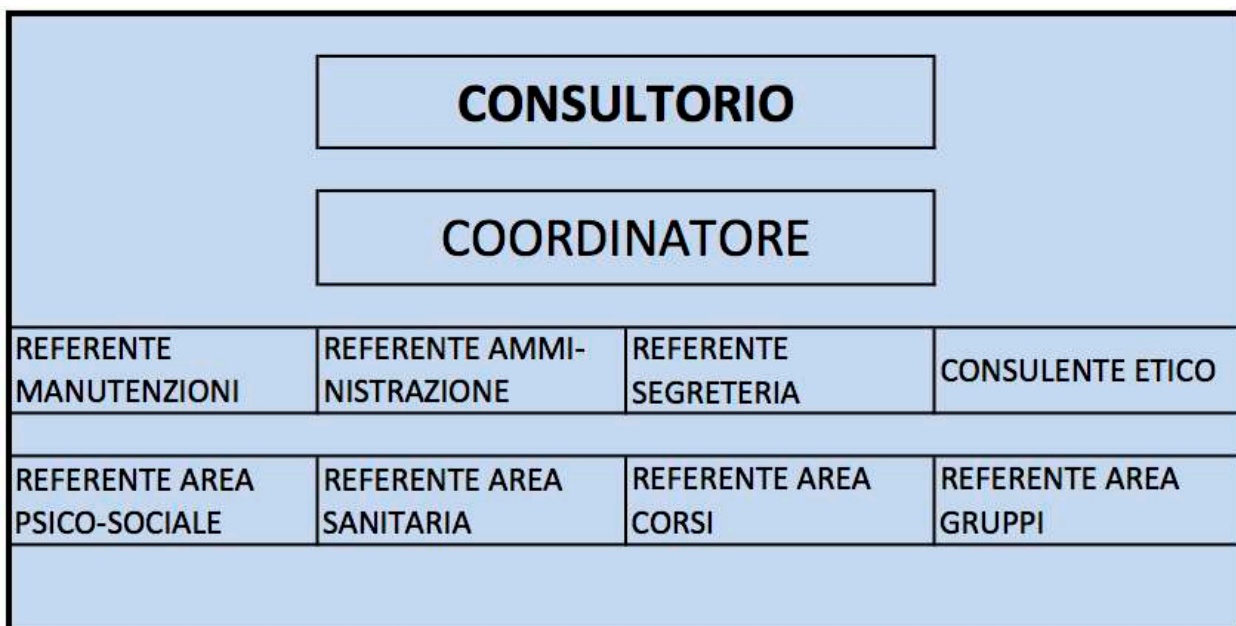 CONSULTORIO
COORDINATORE
REFERENTE
MANUTENZIONI
REFERENTE AMMI-
NISTRAZIONE
REFERENTE
SEGRETERIA
CONSULENTE ETICO
REFERENTE AREA
PSICO-SOCIALE
REFERENTE AREA
SANITARIA
REFERENTE AREA
CORSI
REFERENTE AREA
GRUPPI